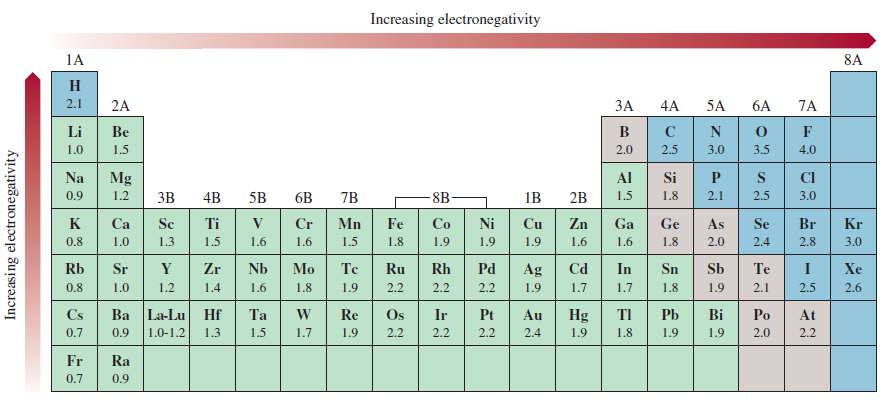 Increasing electronegativity
1A 8A
H
2.1 2A 3A 4A 5A 6A 7A
Li Be B C N O F
1.0 1.5 2.0 2.5 3.0 3.5 4.0
Na Mg Al Si P S Cl
0.9 1.2 3B 4B 5B 6B 7B 8B 1B 2B 1.5 1.8 2.1 2.5 3.0
K Ca Sc Ti V Cr Mn Fe Co Ni Cu Zn Ga Ge As Se Br Kr
0.8 1.0 1.3 1.5 1.6 1.6 1.5 1.8 1.9 1.9 1.9 1.6 1.6 1.8 2.0 2.4 2.8 3.0
Rb Sr Y Zr Nb Mo Tc Ru Rh Pd Ag Cd In Sn Sb Te I Xe
0.8 1.0 1.2 1.4 1.6 1.8 1.9 2.2 2.2 2.2 1.9 1.7 1.7 1.8 1.9 2.1 2.5 2.6
Cs Ba La-Lu Hf Ta W Re Os Ir Pt Au Hg Tl Pb Bi Po At
0.7 0.9 1.0-1.2 1.3 1.5 1.7 1.9 2.2 2.2 2.2 2.4 1.9 1.8 1.9 1.9 2.0 2.2
Fr Ra
0.7 0.9
Increasing electronegativity